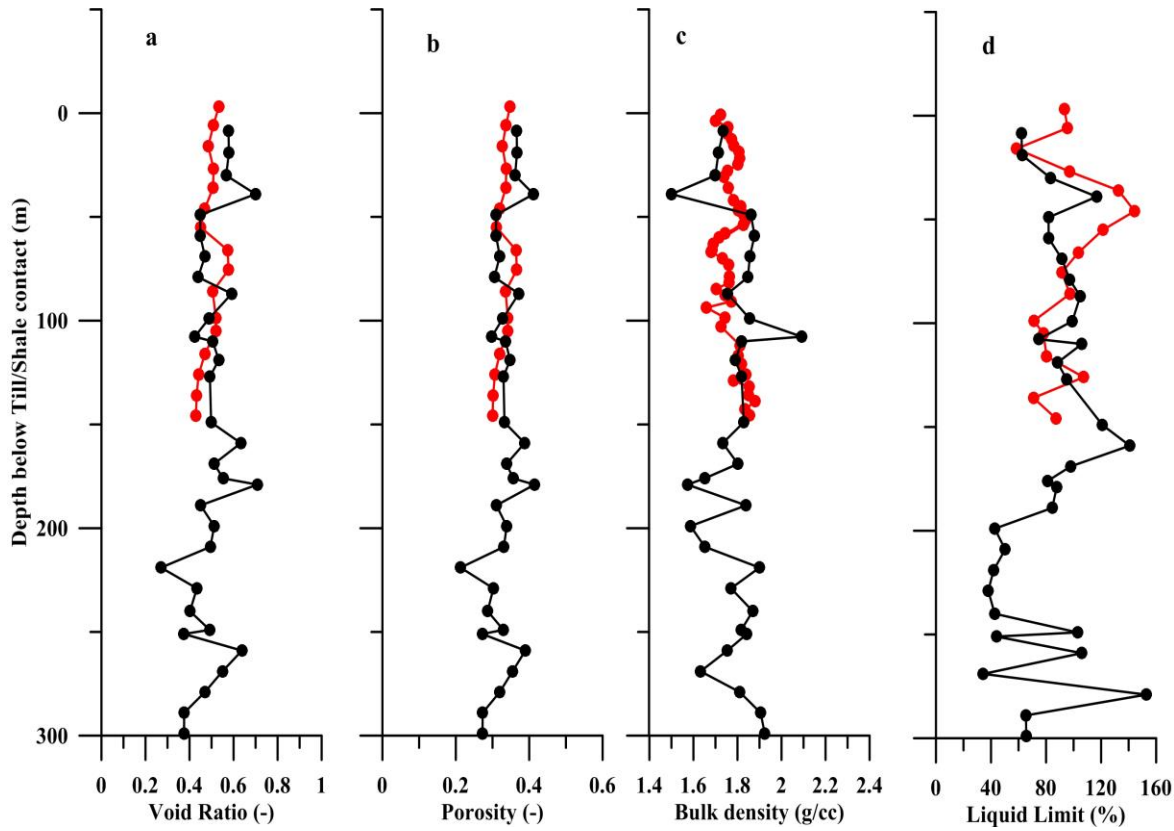 a b c d
0
100
200
300
Depth below Till/Shale contact (m)
0 0.2 0.4 0.6 0.8 1
Void Ratio (-)
0 0.2 0.4 0.6
Porosity (-)
1.4 1.6 1.8 2 2.2 2.4
Bulk density (g/cc)
0 40 80 120 160
Liquid Limit (%)